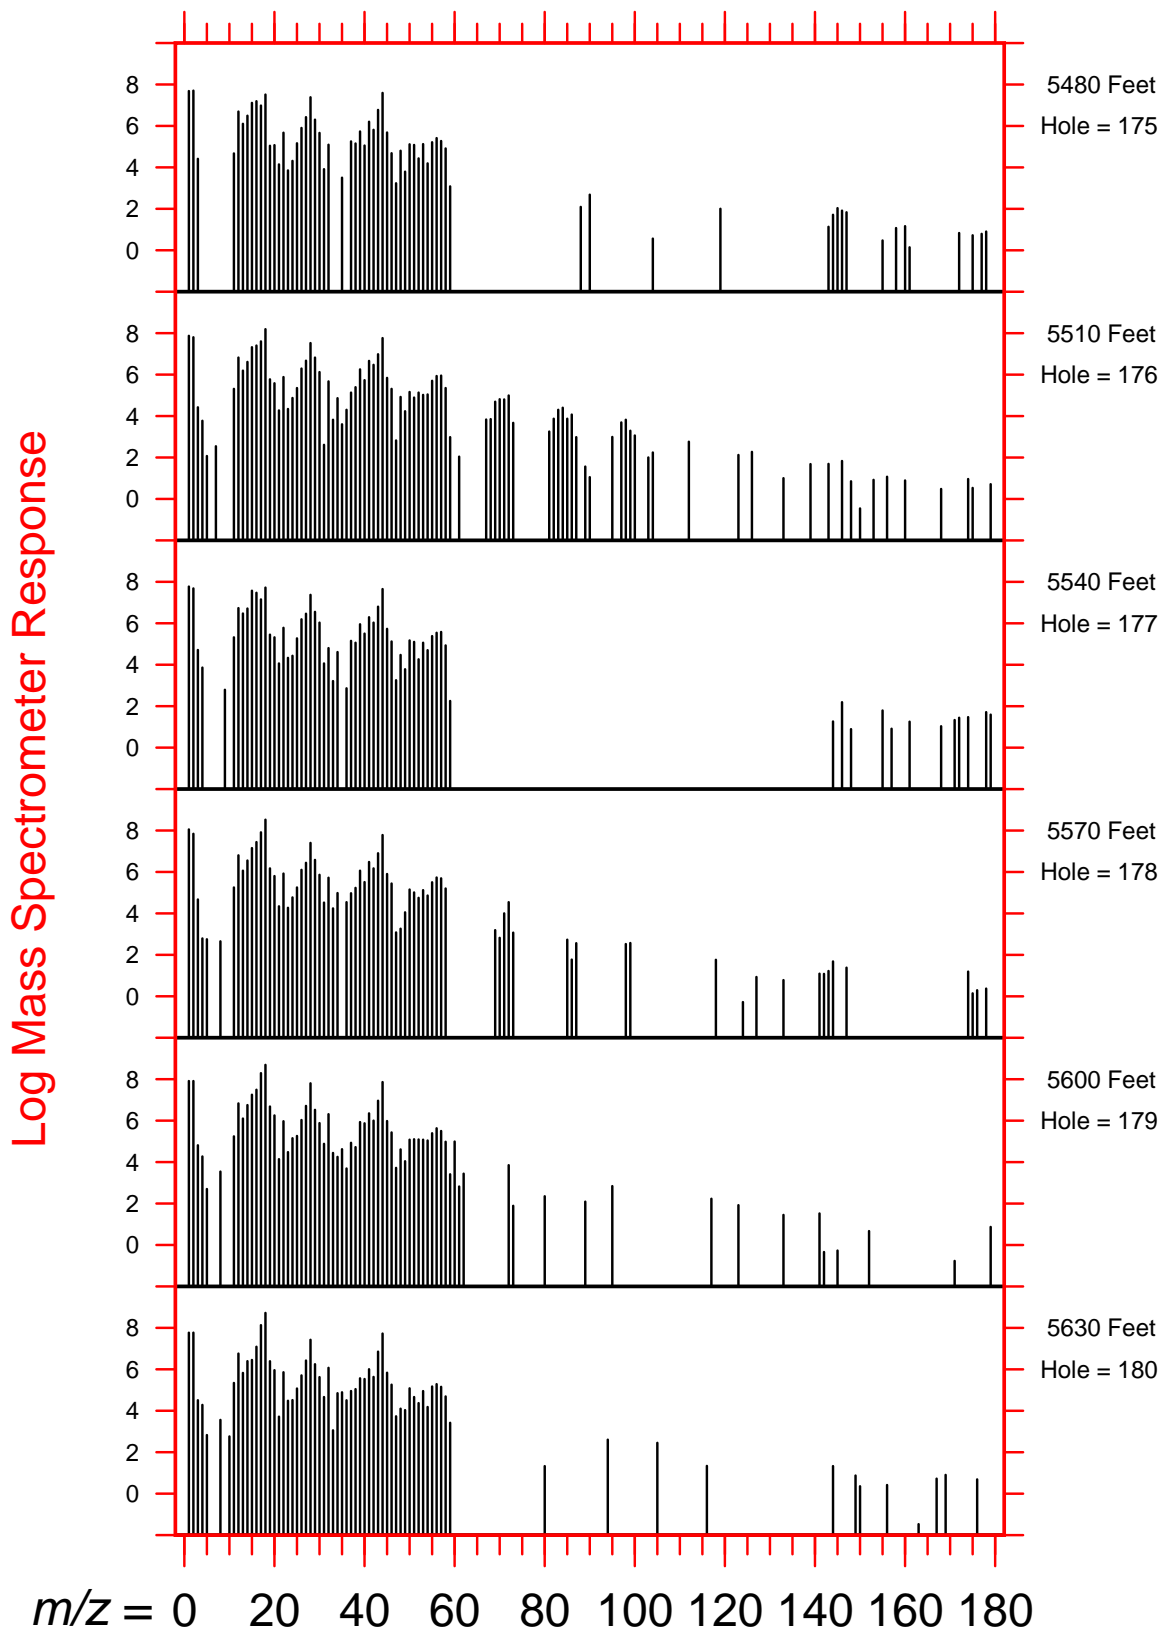 Log Mass Spectrometer Response
8
6
4
2
0
5480 Feet
Hole = 175
8
6
4
2
0
5510 Feet
Hole = 176
8
6
4
2
0
5540 Feet
Hole = 177
8
6
4
2
0
5570 Feet
Hole = 178
8
6
4
2
0
5600 Feet
Hole = 179
8
6
4
2
0
5630 Feet
Hole = 180
m/z = 0 20 40 60 80 100 120 140 160 180